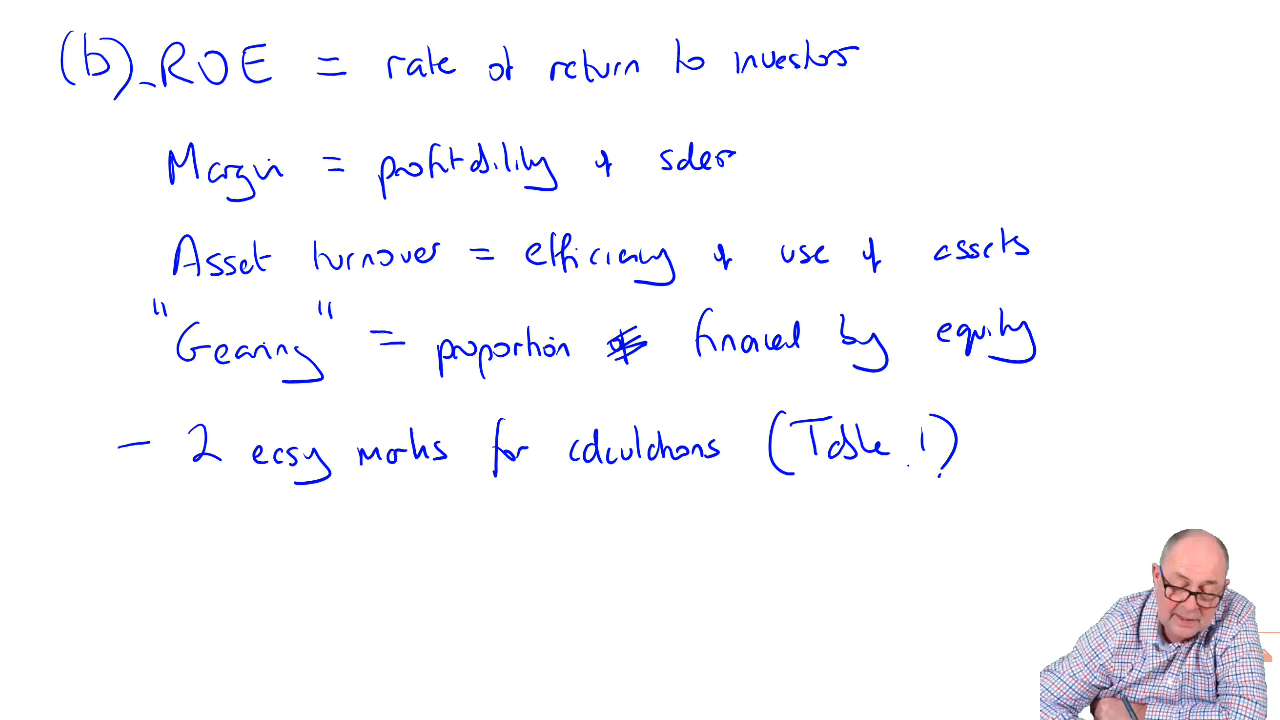 (b) - ROE = rate of return to investors
Margin = profitability of sales
Asset turnover = efficiency of use of assets
"Gearing" = proportion financed by equity
- 2 easy marks for calculations (Table 1)